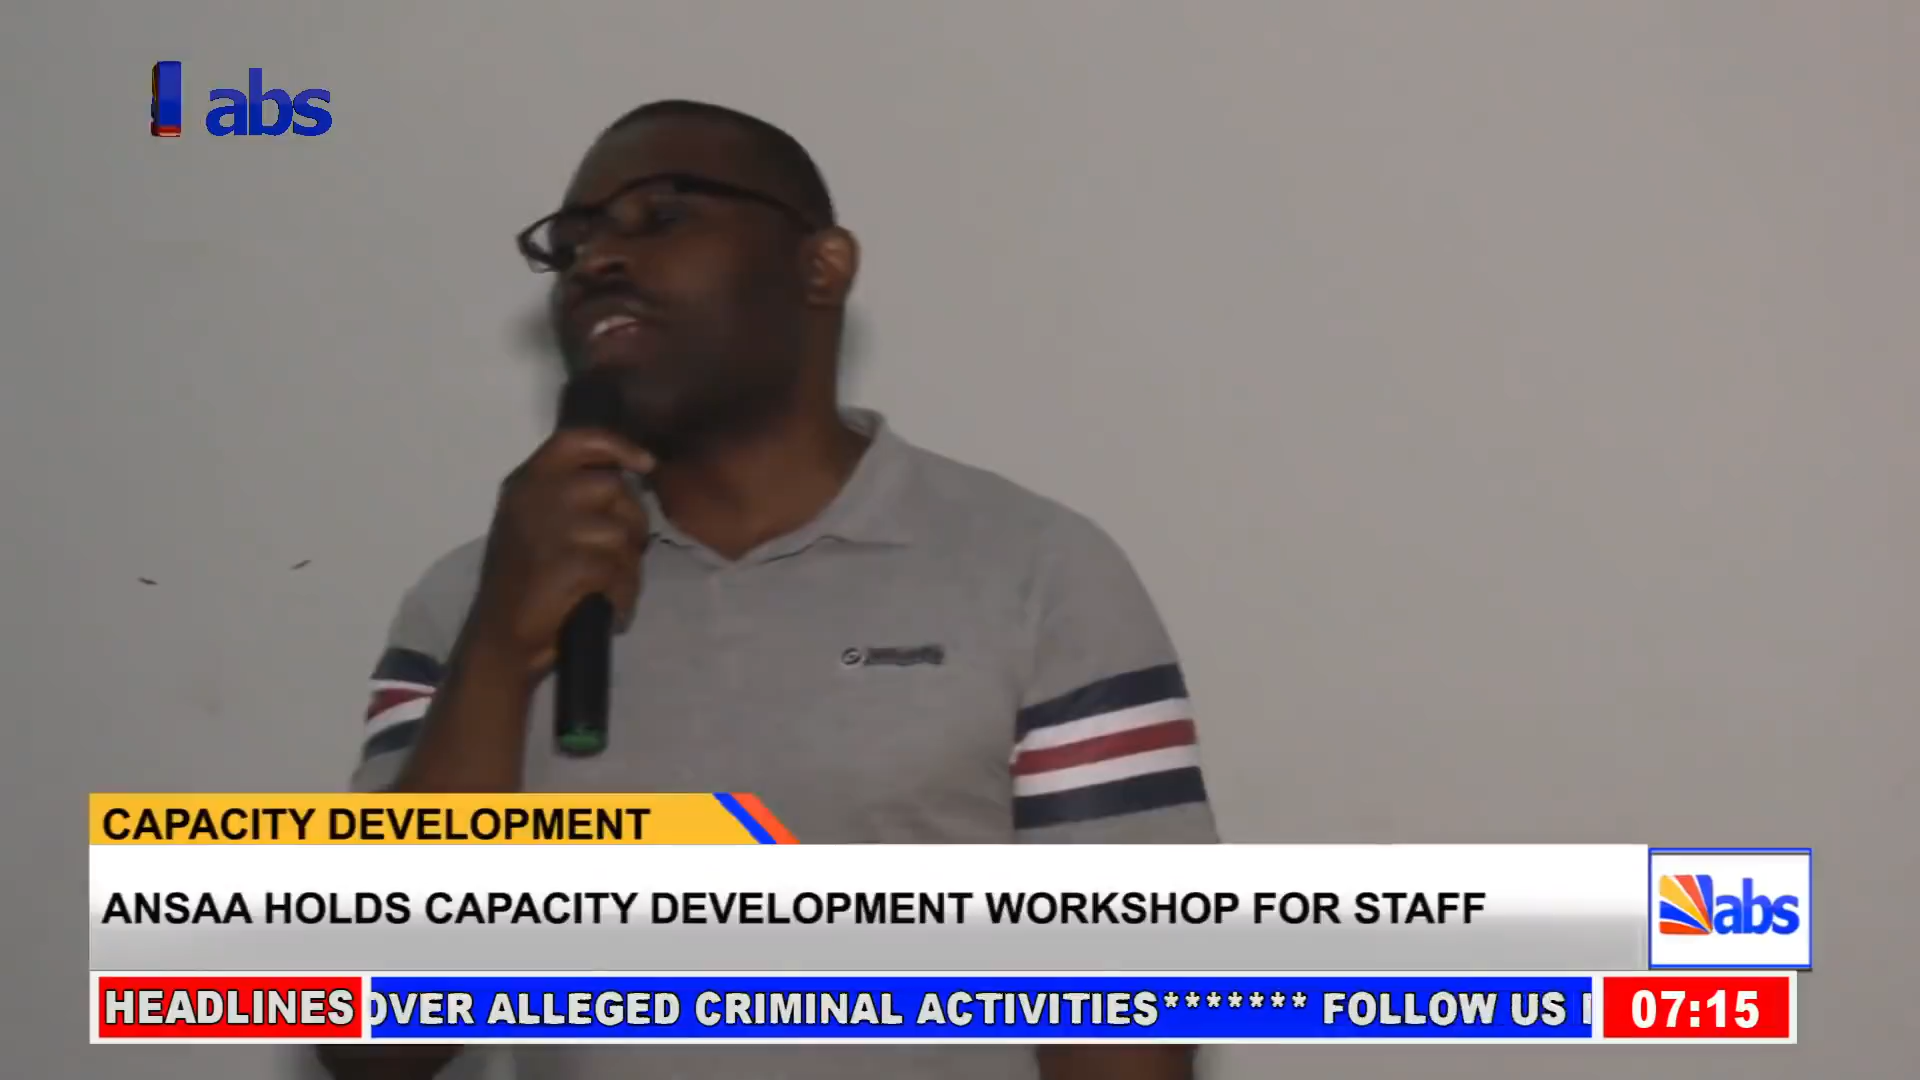 abs
CAPACITY DEVELOPMENT
ANSAA HOLDS CAPACITY DEVELOPMENT WORKSHOP FOR STAFF
abs
HEADLINES
OVER ALLEGED CRIMINAL ACTIVITIES******* FOLLOW US
07:15